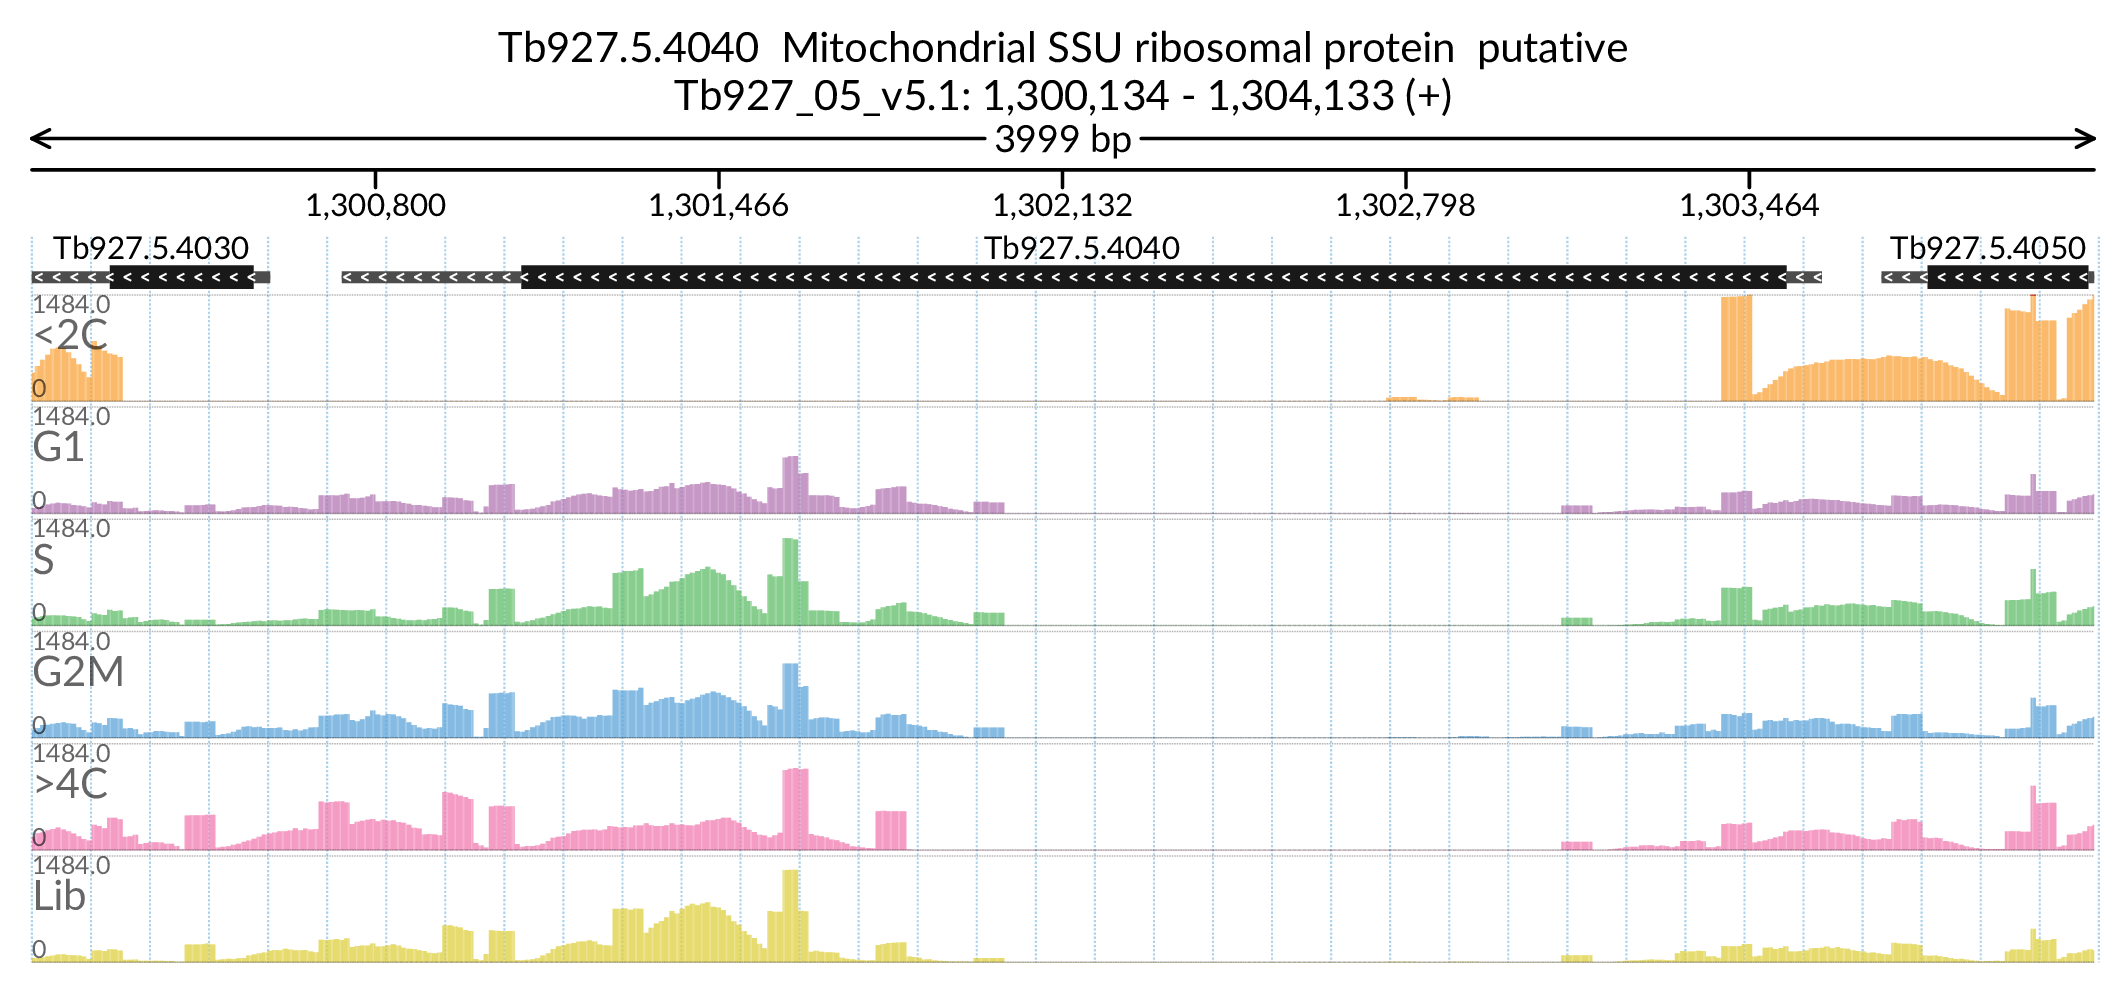 Tb927.5.4040  Mitochondrial SSU ribosomal protein  putative
Tb927_05_v5.1: 1,300,134 - 1,304,133 (+)
3999 bp
1,300,800 1,301,466 1,302,132 1,302,798 1,303,464
Tb927.5.4030 Tb927.5.4040 Tb927.5.4050
1484.0
<2C
0
1484.0
G1
0
1484.0
S
0
1484.0
G2M
0
1484.0
>4C
0
1484.0
Lib
0